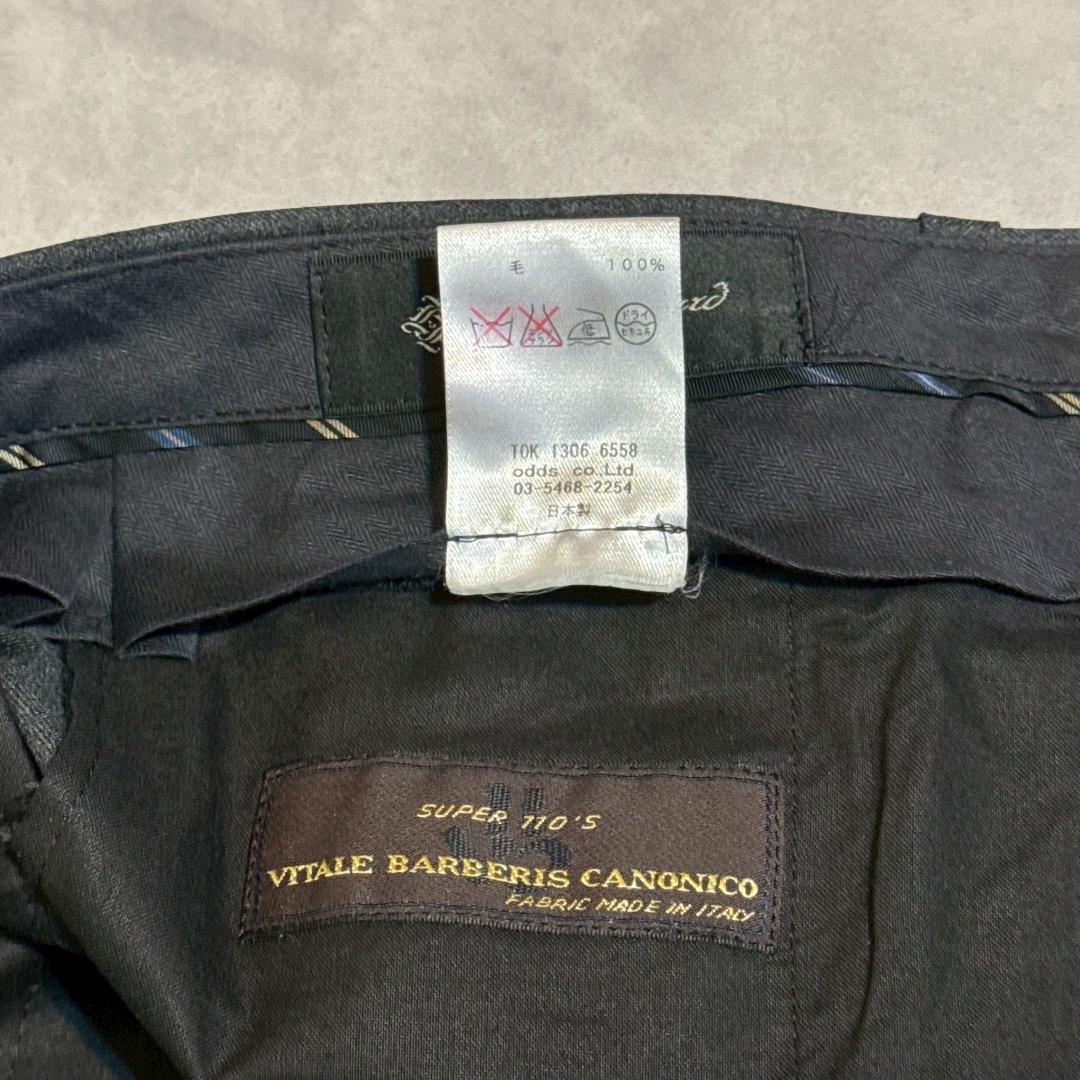 毛 100%
低 ドライ
セキユ系
TOK 1306 6558
odds co.Ltd
03-5468-2254
日本製
SUPER 110'S
VITALE BARBERIS CANONICO
FABRIC MADE IN ITALY